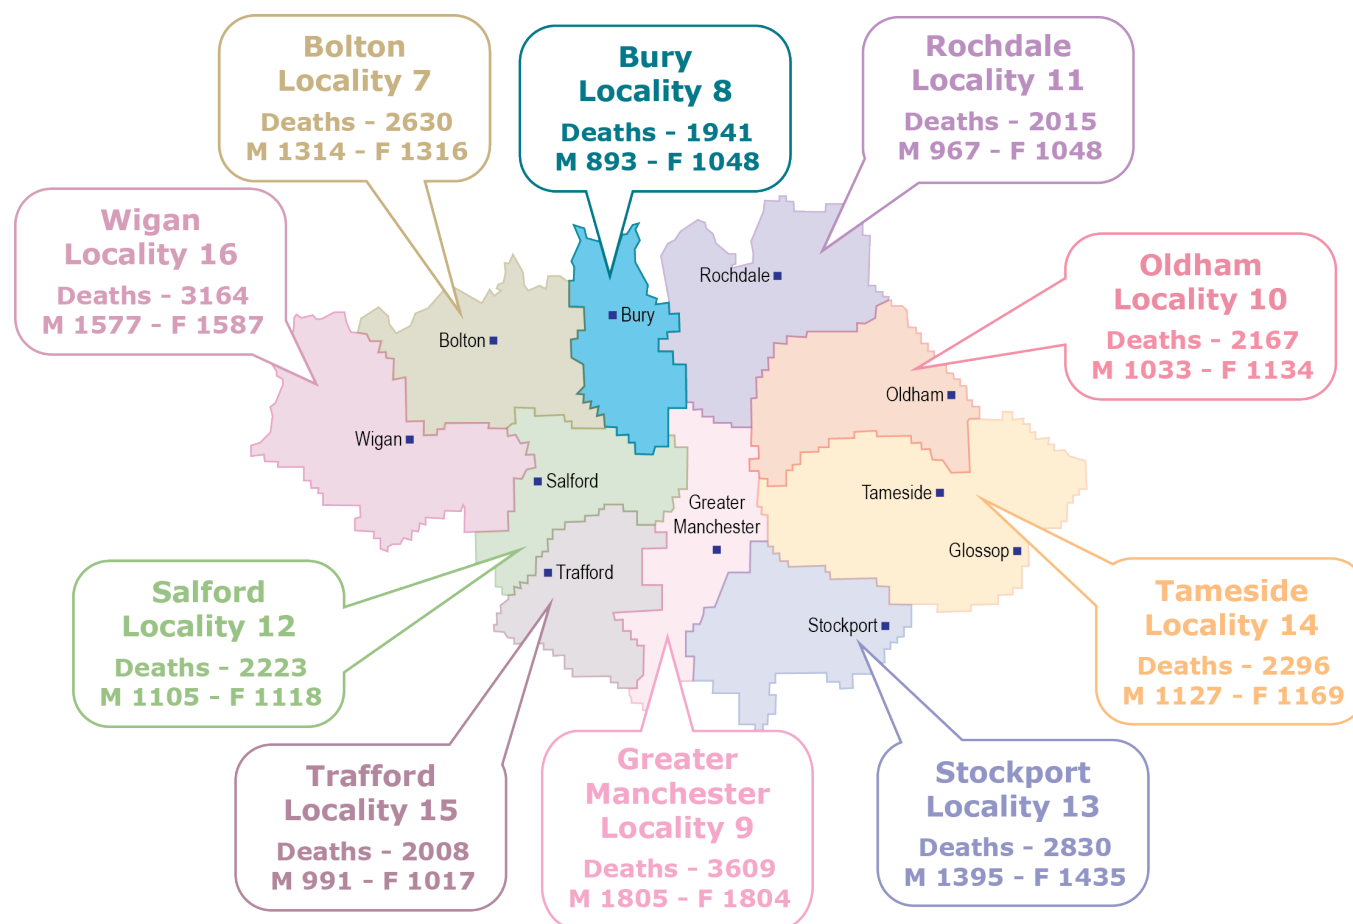 Bolton
Locality 7
Deaths - 2630
M 1314 - F 1316
Bury
Locality 8
Deaths - 1941
M 893 - F 1048
Rochdale
Locality 11
Deaths - 2015
M 967 - F 1048
Wigan
Locality 16
Deaths - 3164
M 1577 - F 1587
Oldham
Locality 10
Deaths - 2167
M 1033 - F 1134
Rochdale
Bury
Bolton
Oldham
Wigan
Salford
Tameside
Greater
Manchester
Glossop
Trafford
Stockport
Salford
Locality 12
Deaths - 2223
M 1105 - F 1118
Tameside
Locality 14
Deaths - 2296
M 1127 - F 1169
Trafford
Locality 15
Deaths - 2008
M 991 - F 1017
Greater
Manchester
Locality 9
Deaths - 3609
M 1805 - F 1804
Stockport
Locality 13
Deaths - 2830
M 1395 - F 1435